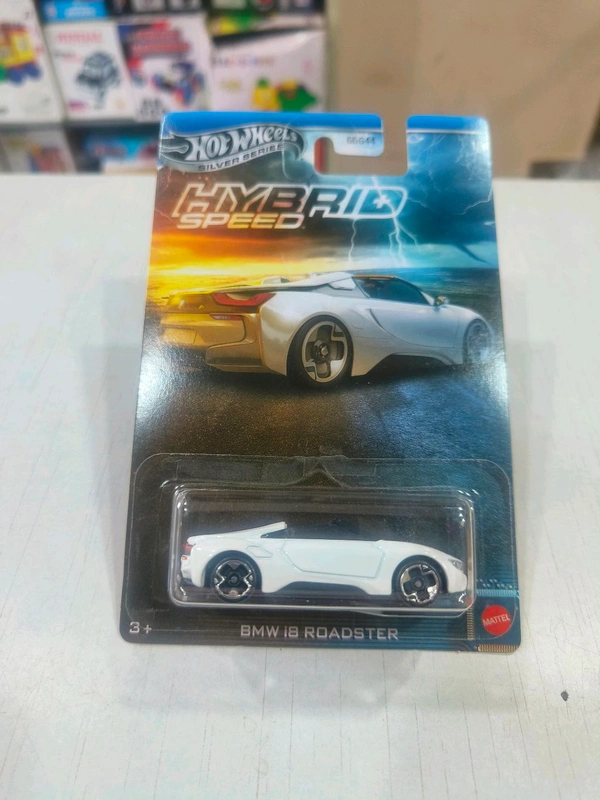 HOT WHEELS
SILVER SERIES
HYBRID
SPEED
3+
BMW i8 ROADSTER
MATTEL